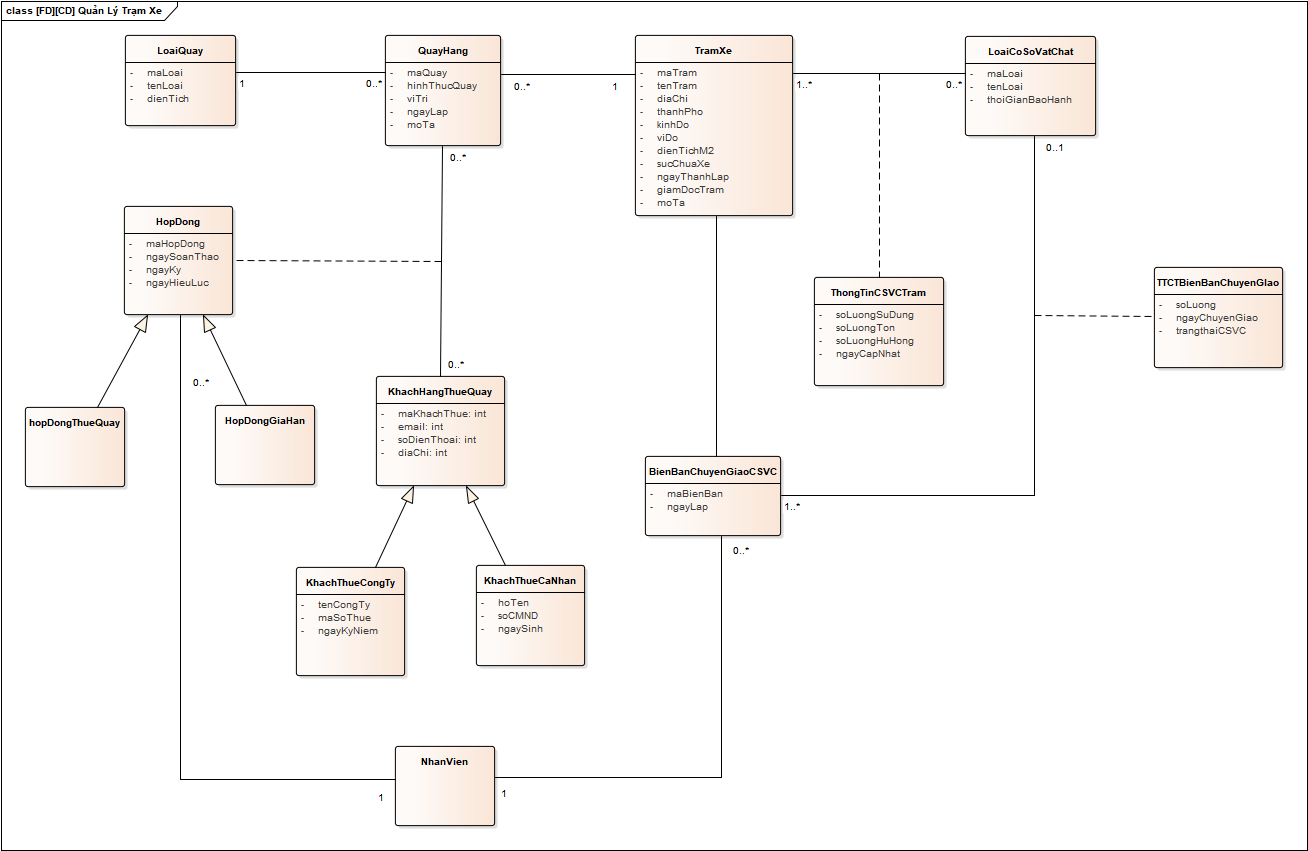 class [FD][CD] Quản Lý Trạm Xe
LoaiQuay
- maLoai
- tenLoai
- dienTich
1
0..*
QuayHang
- maQuay
- hinhThucQuay
- viTri
- ngayLap
- moTa
0..*
1
0..*
TramXe
- maTram
- tenTram
- diaChi
- thanhPho
- kinhDo
- viDo
- dienTichM2
- sucChuaXe
- ngayThanhLap
- giamDocTram
- moTa
1..*
0..*
LoaiCoSoVatChat
- maLoai
- tenLoai
- thoiGianBaoHanh
0..1
HopDong
- maHopDong
- ngaySoanThao
- ngayKy
- ngayHieuLuc
0..*
ThongTinCSVCTram
- soLuongSuDung
- soLuongTon
- soLuongHuHong
- ngayCapNhat
TTCTBienBanChuyenGIao
- soLuong
- ngayChuyenGiao
- trangthaiCSVC
hopDongThueQuay
HopDongGiaHan
0..*
KhachHangThueQuay
- maKhachThue: int
- email: int
- soDienThoai: int
- diaChi: int
BienBanChuyenGiaoCSVC
- maBienBan
- ngayLap
1..*
0..*
KhachThueCongTy
- tenCongTy
- maSoThue
- ngayKyNiem
KhachThueCaNhan
- hoTen
- soCMND
- ngaySinh
NhanVien
1
1